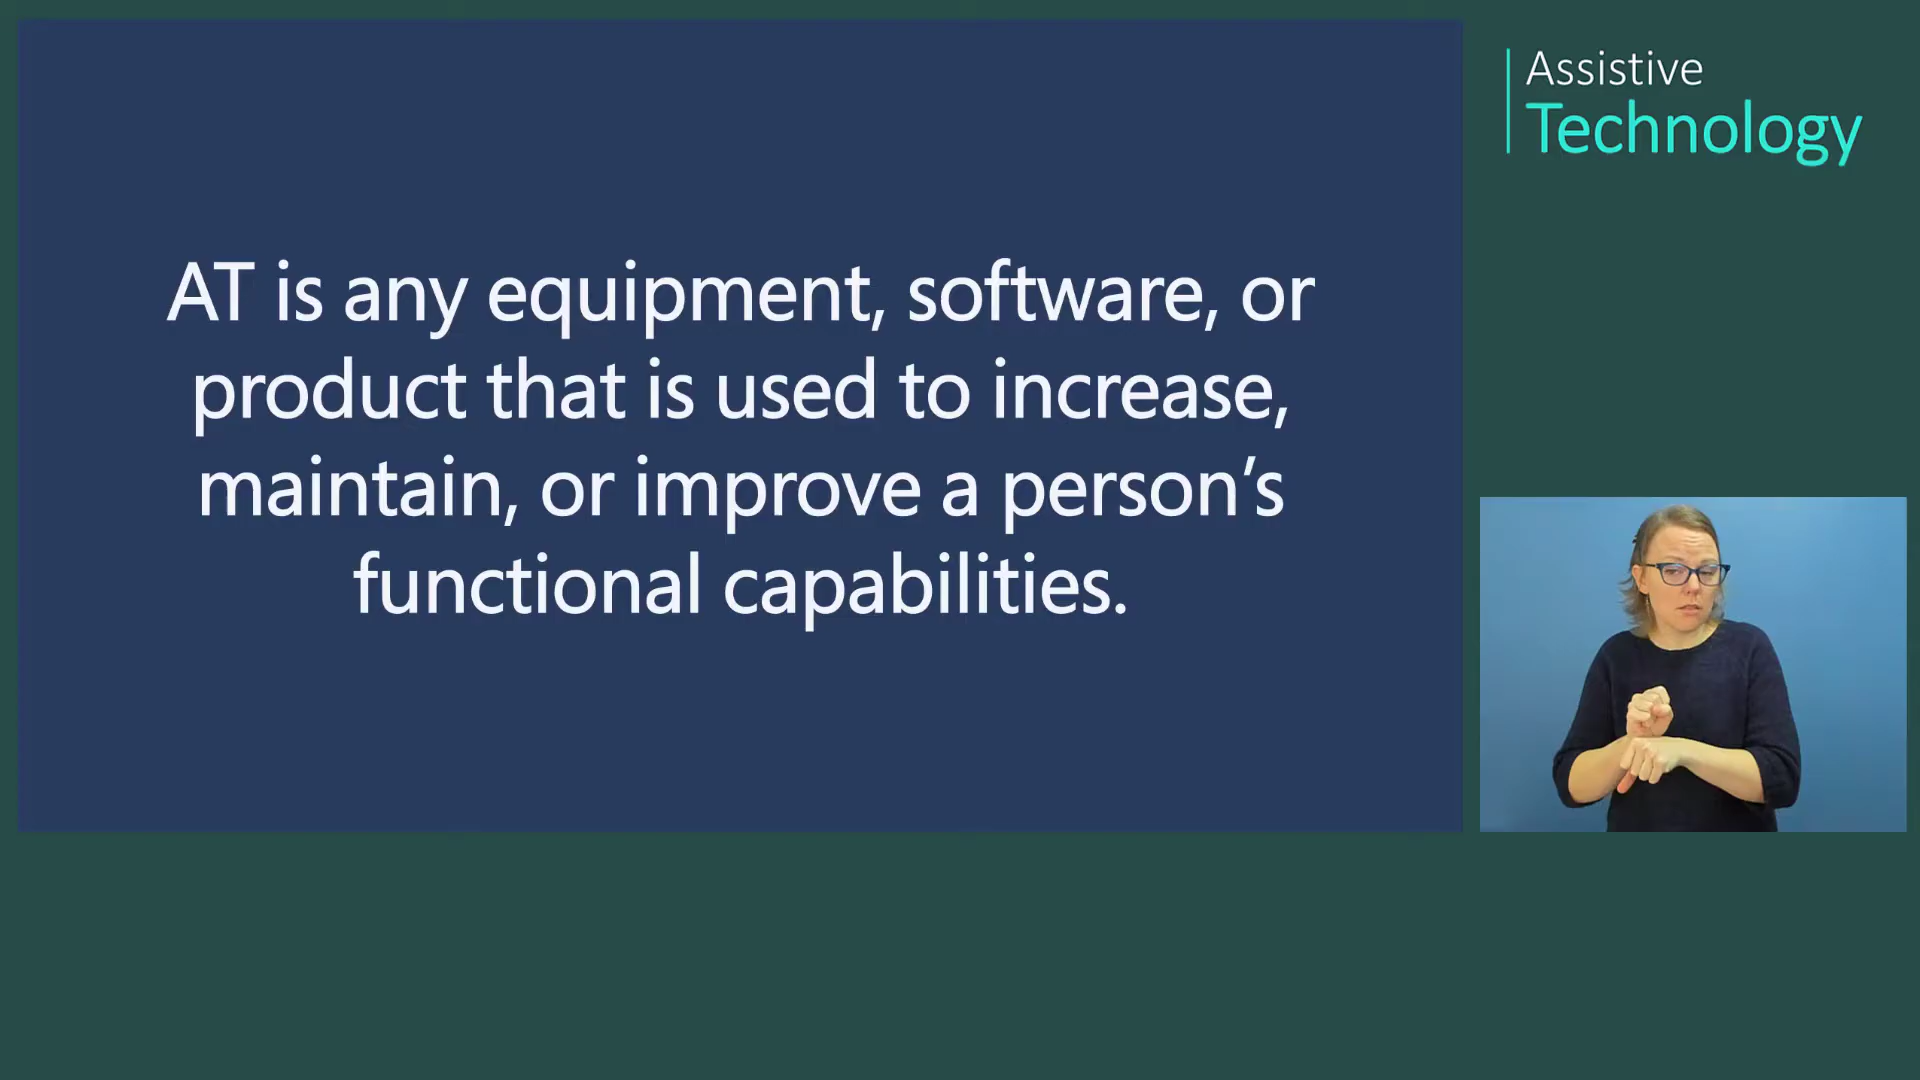 Assistive
Technology
AT is any equipment, software, or
product that is used to increase,
maintain, or improve a person’s
functional capabilities.